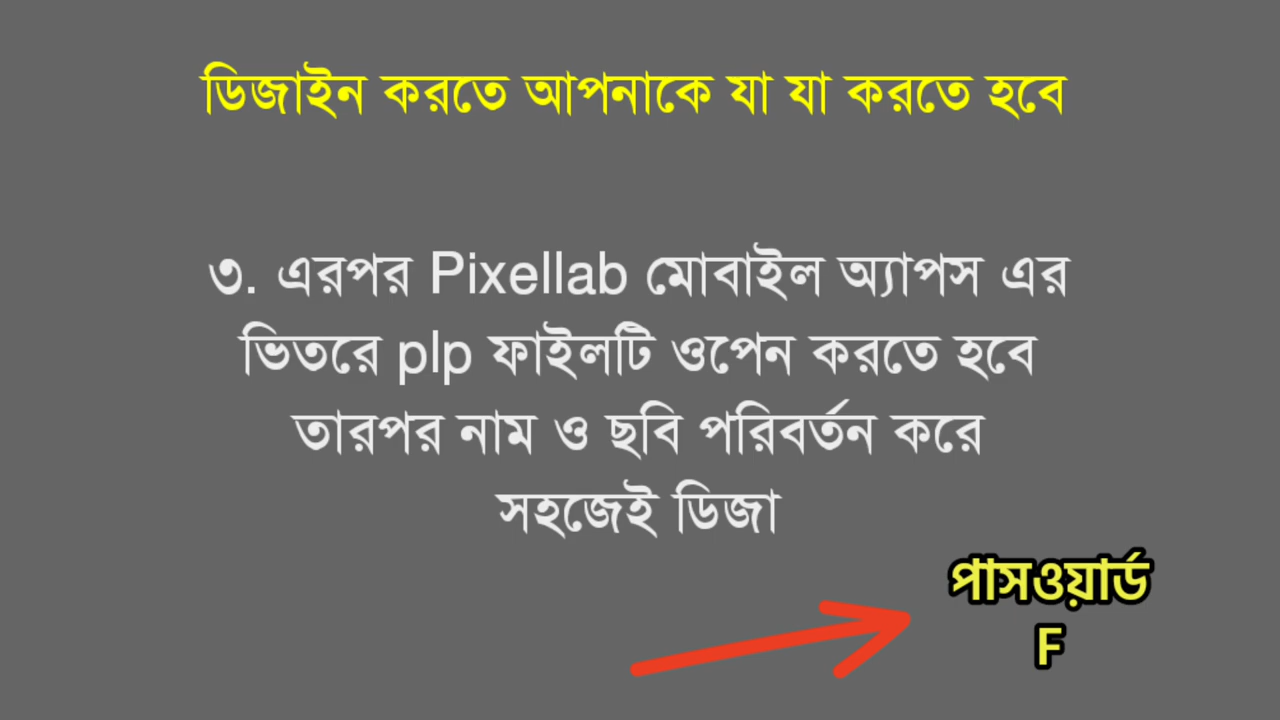 ডিজাইন করতে আপনাকে যা যা করতে হবে
৩. এরপর Pixellab মোবাইল অ্যাপস এর
ভিতরে plp ফাইলটি ওপেন করতে হবে
তারপর নাম ও ছবি পরিবর্তন করে
সহজেই ডিজা
পাসওয়ার্ড
F